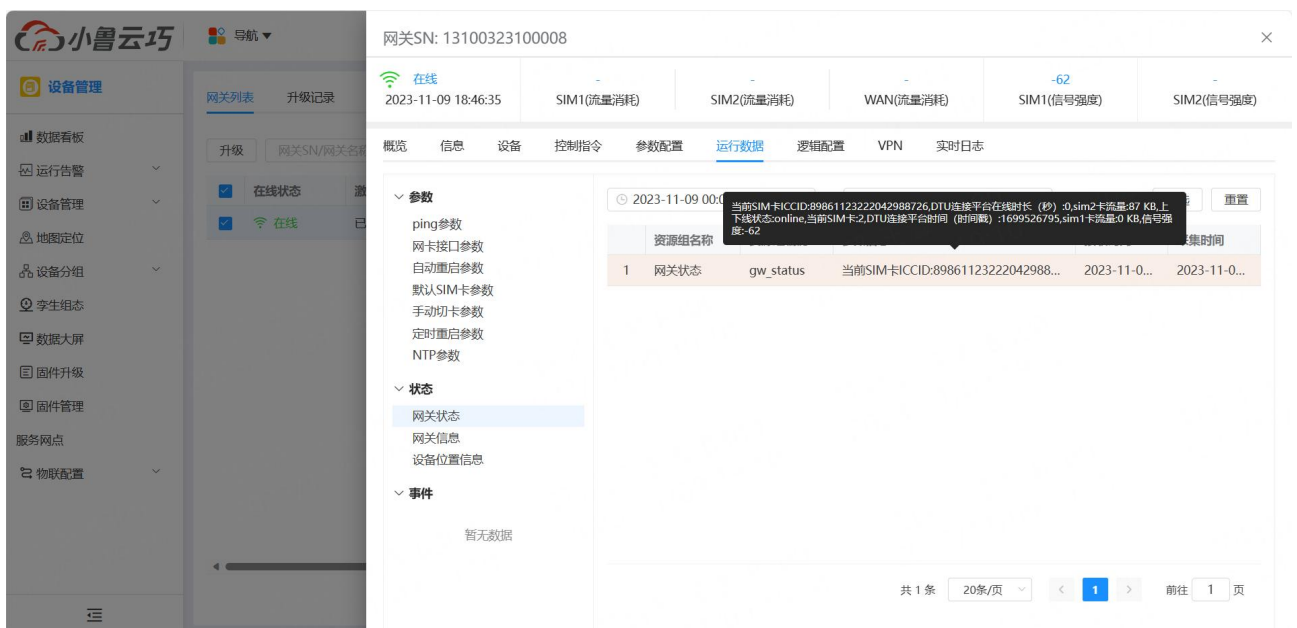 小鲁云巧
导航
设备管理
数据看板
运行告警
设备管理
地图定位
设备分组
孪生组态
数据大屏
固件升级
固件管理
服务网点
物联配置
网关列表
升级记录
升级
网关SN/网关名称
在线状态
激
在线
已
网关SN: 13100323100008
在线
2023-11-09 18:46:35
-
SIM1(流量消耗)
-
SIM2(流量消耗)
-
WAN(流量消耗)
-62
SIM1(信号强度)
-
SIM2(信号强度)
概览 信息 设备 控制指令 参数配置 运行数据 逻辑配置 VPN 实时日志
参数
ping参数
网卡接口参数
自动重启参数
默认SIM卡参数
手动切卡参数
定时重启参数
NTP参数
状态
网关状态
网关信息
设备位置信息
事件
暂无数据
2023-11-09 00:0
重置
当前SIM卡ICCID:89861123222042988726,DTU连接平台在线时长（秒）:0,sim2卡流量:87 KB,上
下线状态:online,当前SIM卡:2,DTU连接平台时间（时间戳）:1699526795,sim1卡流量:0 KB,信号强
度:-62
资源组名称
集时间
1 网关状态 gw_status 当前SIM卡ICCID:89861123222042988... 2023-11-0... 2023-11-0...
共 1 条 20条/页 1 前往 1 页